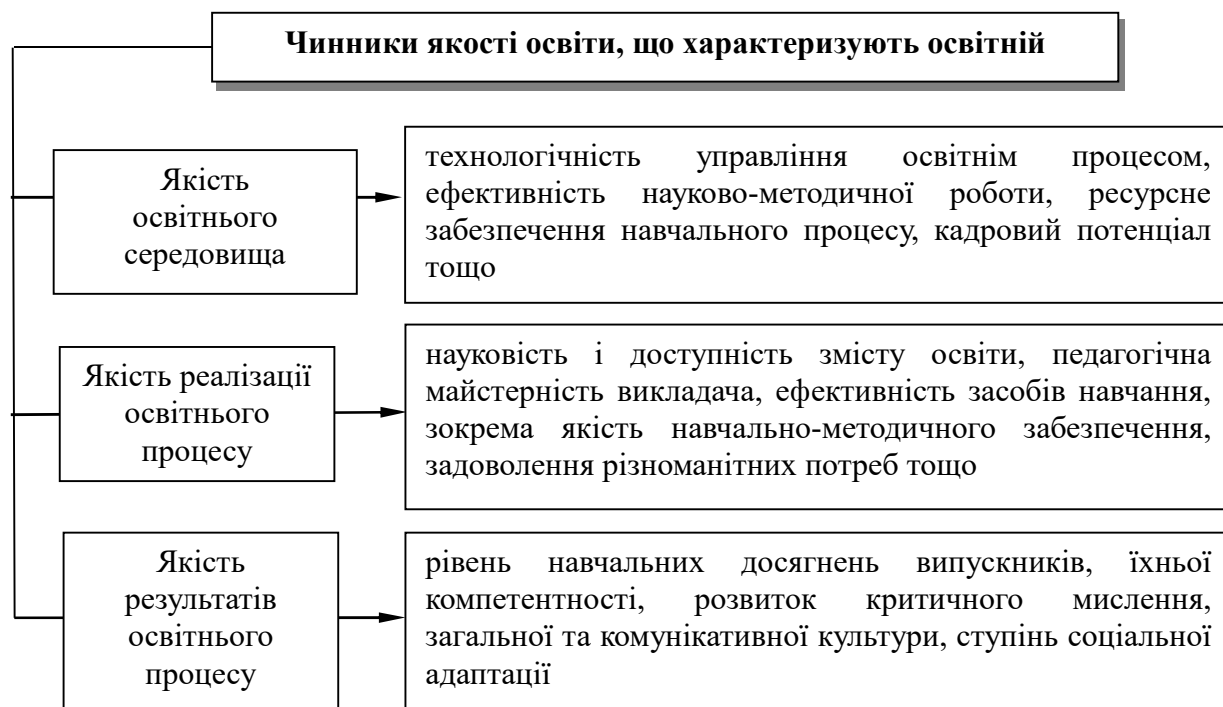 Чинники якості освіти, що характеризують освітній
Якість
освітнього
середовища
технологічність управління освітнім процесом,
ефективність науково-методичної роботи, ресурсне
забезпечення навчального процесу, кадровий потенціал
тощо
Якість реалізації
освітнього
процесу
науковість і доступність змісту освіти, педагогічна
майстерність викладача, ефективність засобів навчання,
зокрема якість навчально-методичного забезпечення,
задоволення різноманітних потреб тощо
Якість
результатів
освітнього
процесу
рівень навчальних досягнень випускників, їхньої
компетентності, розвиток критичного мислення,
загальної та комунікативної культури, ступінь соціальної
адаптації